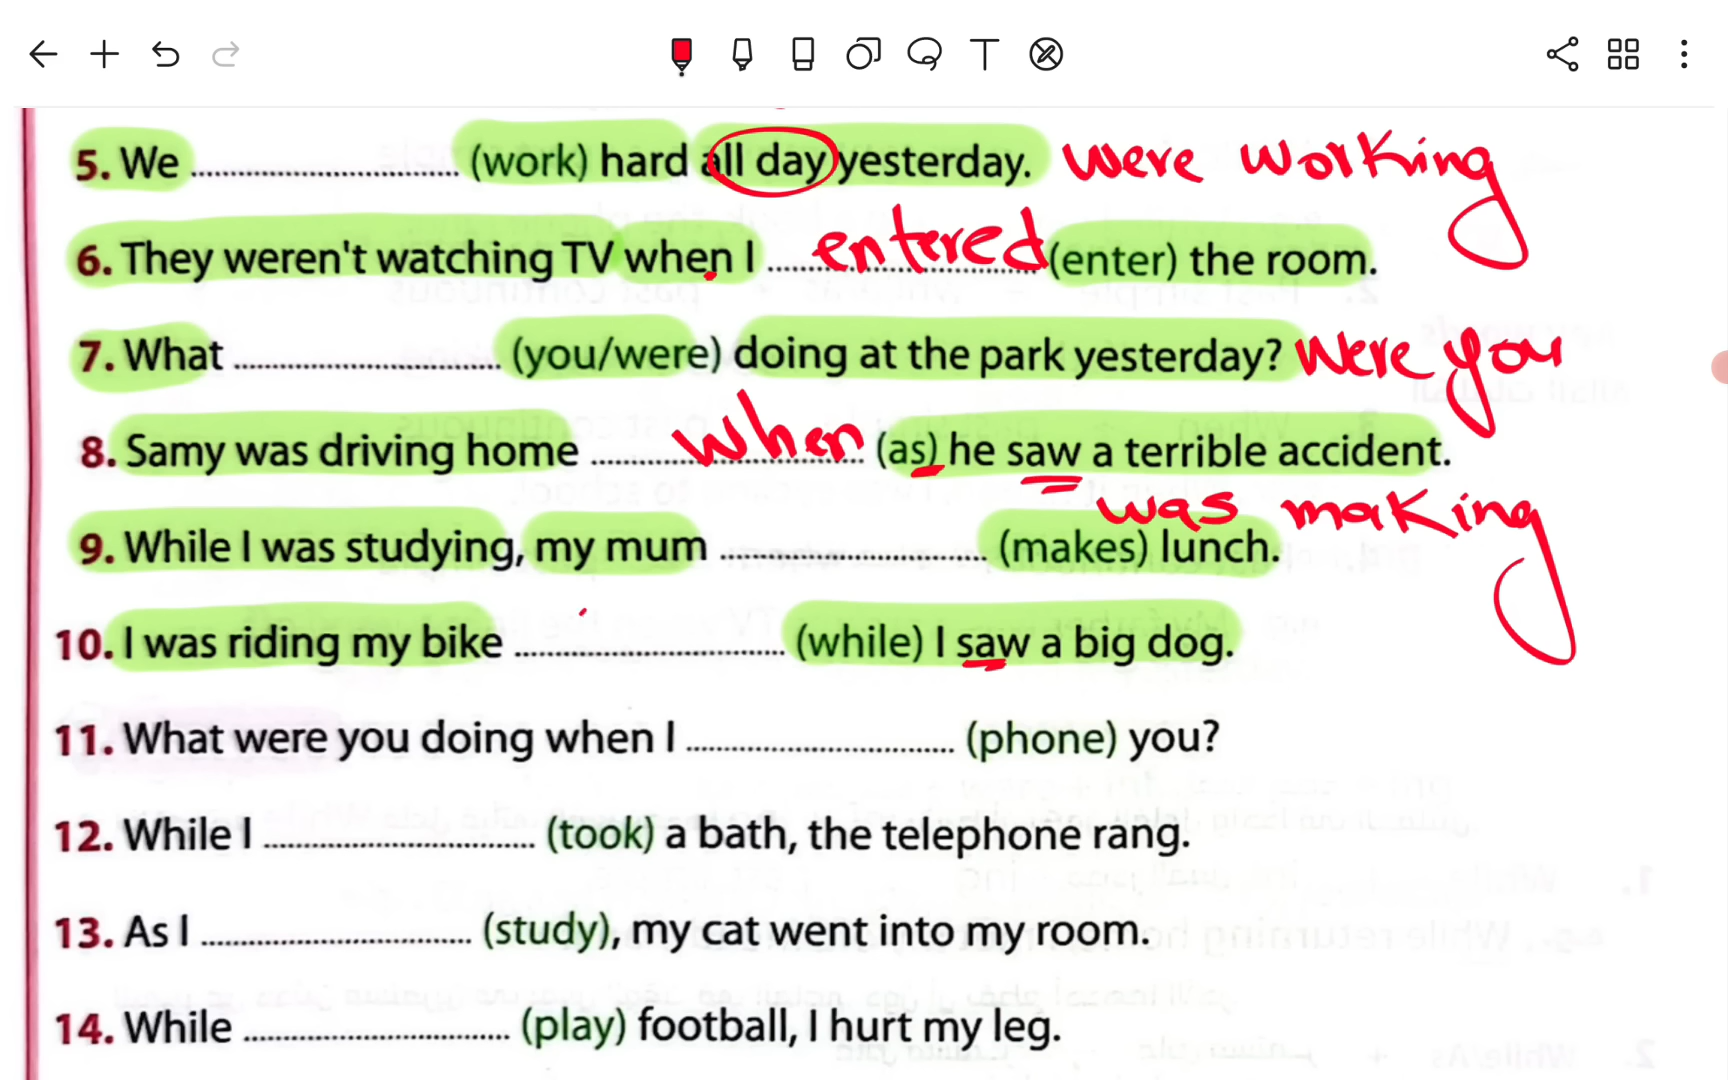 5. We .............................. (work) hard all day yesterday. were working
6. They weren't watching TV when I .............................. entered (enter) the room.
7. What .............................. (you/were) doing at the park yesterday? Were you
8. Samy was driving home .............................. when (as) he saw a terrible accident.
was making
9. While I was studying, my mum .............................. (makes) lunch.
10. I was riding my bike .............................. (while) I saw a big dog.
11. What were you doing when I .............................. (phone) you?
12. While I .............................. (took) a bath, the telephone rang.
13. As I .............................. (study), my cat went into my room.
14. While .............................. (play) football, I hurt my leg.